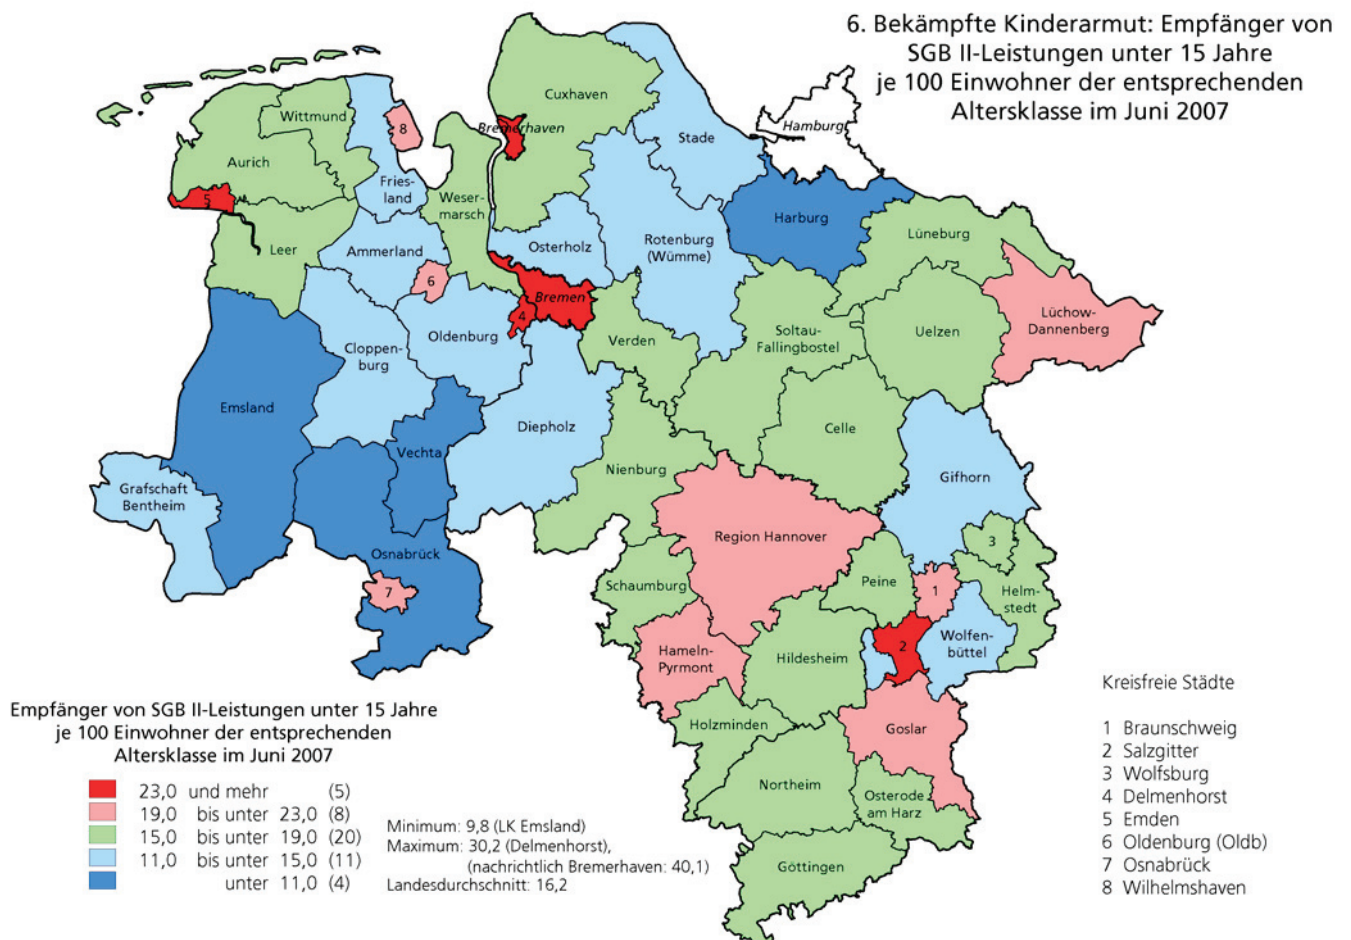 6. Bekämpfte Kinderarmut: Empfänger von
SGB II-Leistungen unter 15 Jahre
je 100 Einwohner der entsprechenden
Altersklasse im Juni 2007
Cuxhaven
Bremerhaven
Stade
Hamburg
Wittmund
8
Aurich
Fries-
land
5
Weser-
marsch
Harburg
Leer
Ammerland
Osterholz
Rotenburg
(Wümme)
Lüneburg
6
Bremen
4
Lüchow-
Dannenberg
Oldenburg
Verden
Soltau-
Fallingbostel
Uelzen
Cloppen-
burg
Emsland
Vechta
Diepholz
Celle
Nienburg
Gifhorn
Grafschaft
Bentheim
Region Hannover
3
Osnabrück
7
Schaumburg
Peine
1
Helm-
stedt
Hameln-
Pyrmont
Hildesheim
2
Wolfen-
büttel
Holzminden
Goslar
Northeim
Osterode
am Harz
Göttingen
Empfänger von SGB II-Leistungen unter 15 Jahre
je 100 Einwohner der entsprechenden
Altersklasse im Juni 2007
23,0 und mehr (5)
19,0 bis unter 23,0 (8)
15,0 bis unter 19,0 (20)
11,0 bis unter 15,0 (11)
unter 11,0 (4)
Minimum: 9,8 (LK Emsland)
Maximum: 30,2 (Delmenhorst),
(nachrichtlich Bremerhaven: 40,1)
Landesdurchschnitt: 16,2
Kreisfreie Städte
1 Braunschweig
2 Salzgitter
3 Wolfsburg
4 Delmenhorst
5 Emden
6 Oldenburg (Oldb)
7 Osnabrück
8 Wilhelmshaven